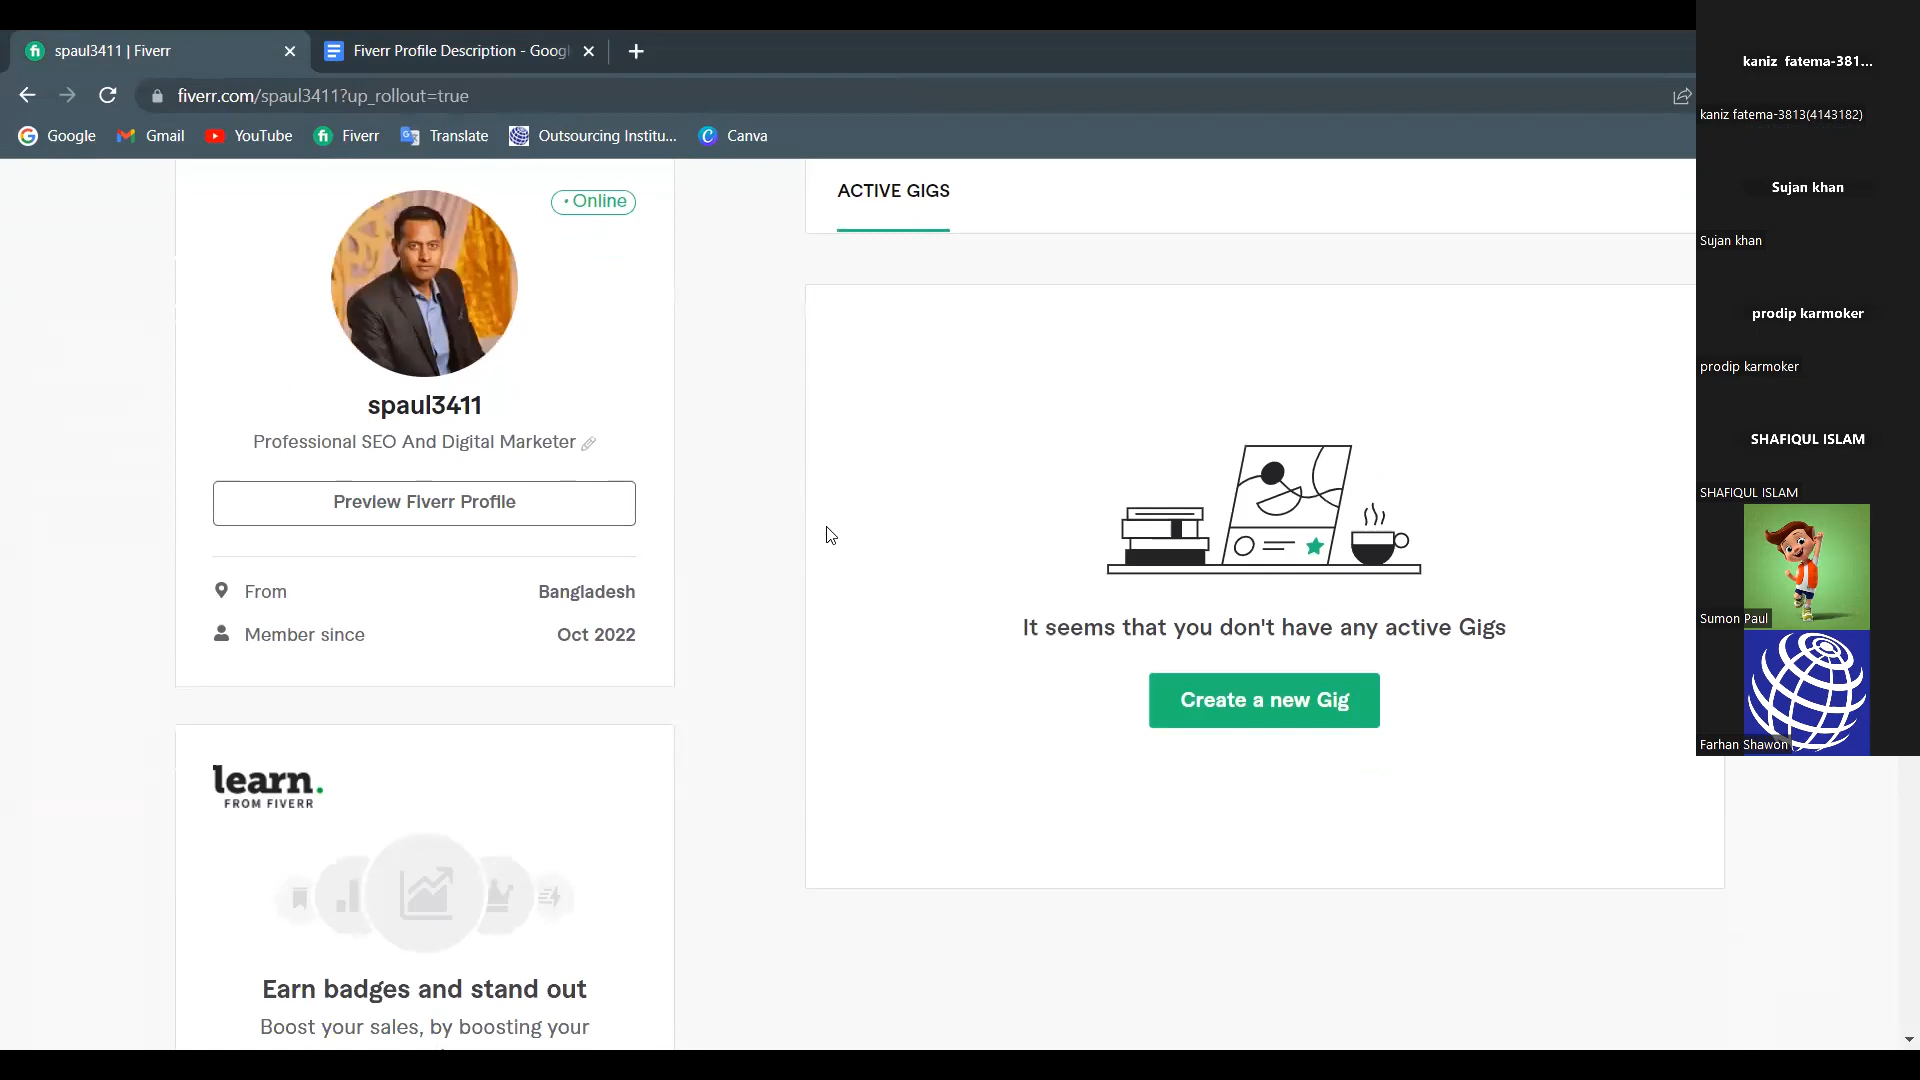 spaul3411 | Fiverr
Fiverr Profile Description - Goog
fiverr.com/spaul3411?up_rollout=true
Google
Gmail
YouTube
Fiverr
Translate
Outsourcing Institu...
Canva
Online
spaul3411
Professional SEO And Digital Marketer
Preview Fiverr Profile
From
Bangladesh
Member since
Oct 2022
learn.
FROM FIVERR
Earn badges and stand out
Boost your sales, by boosting your
ACTIVE GIGS
It seems that you don't have any active Gigs
Create a new Gig
kaniz fatema-381...
kaniz fatema-3813(4143182)
Sujan khan
Sujan khan
prodip karmoker
prodip karmoker
SHAFIQUL ISLAM
SHAFIQUL ISLAM
Sumon Paul
Farhan Shawon